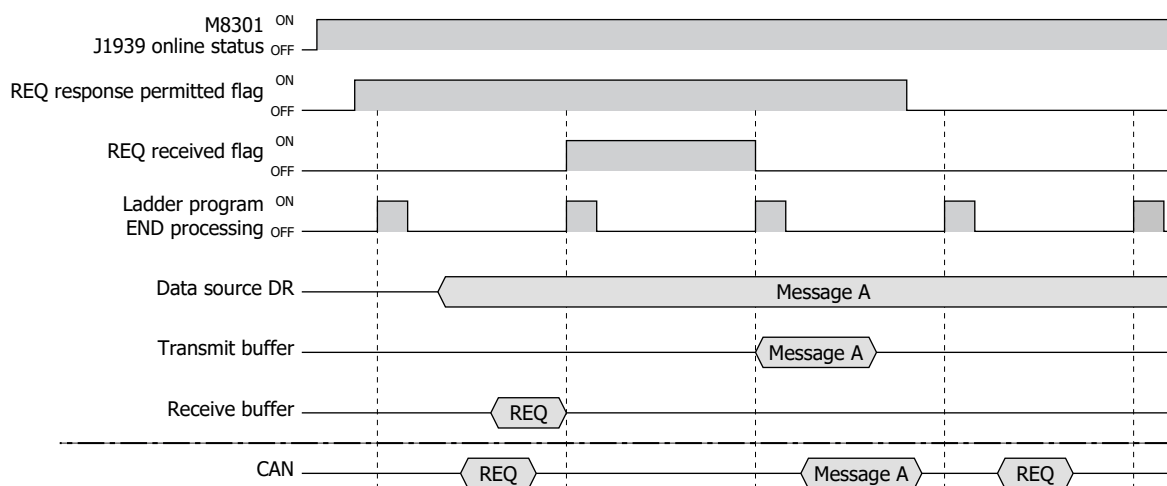 M8301
J1939 online status
ON
OFF
REQ response permitted flag
ON
OFF
REQ received flag
ON
OFF
Ladder program
END processing
ON
OFF
Data source DR
Message A
Transmit buffer
Message A
Receive buffer
REQ
CAN
REQ
Message A
REQ